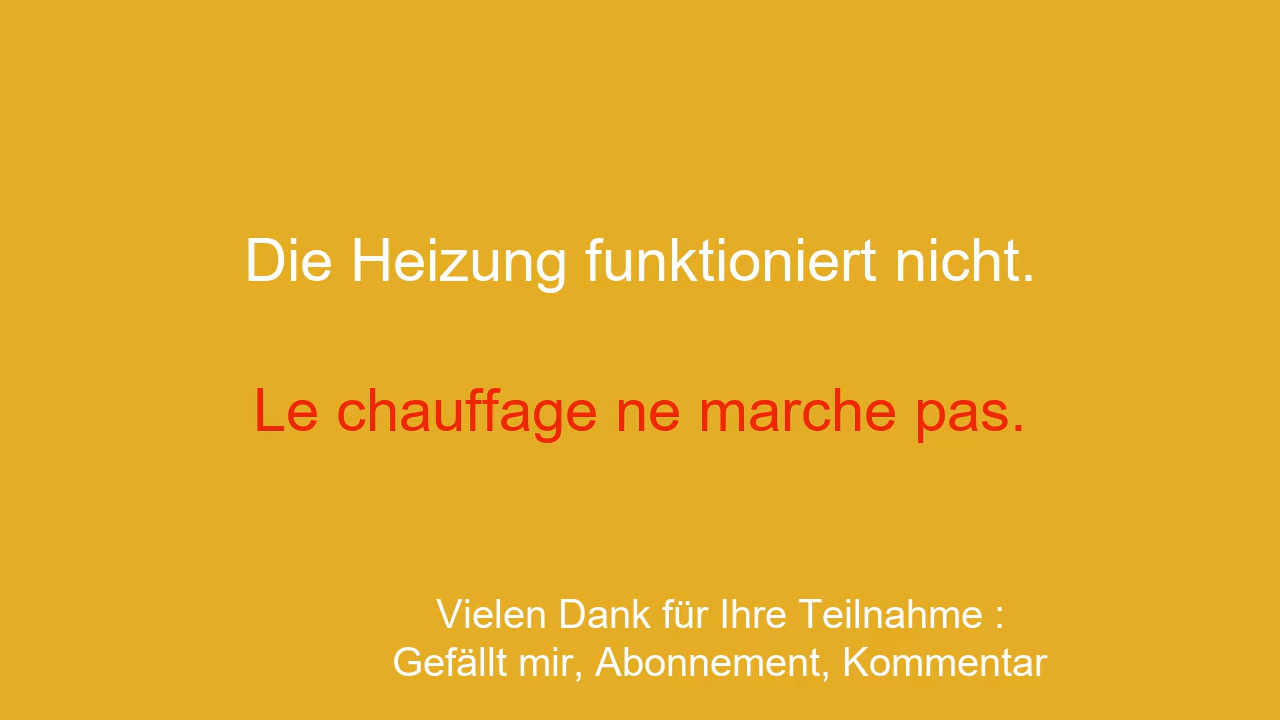 Die Heizung funktioniert nicht.
Le chauffage ne marche pas.
Vielen Dank für Ihre Teilnahme :
Gefällt mir, Abonnement, Kommentar